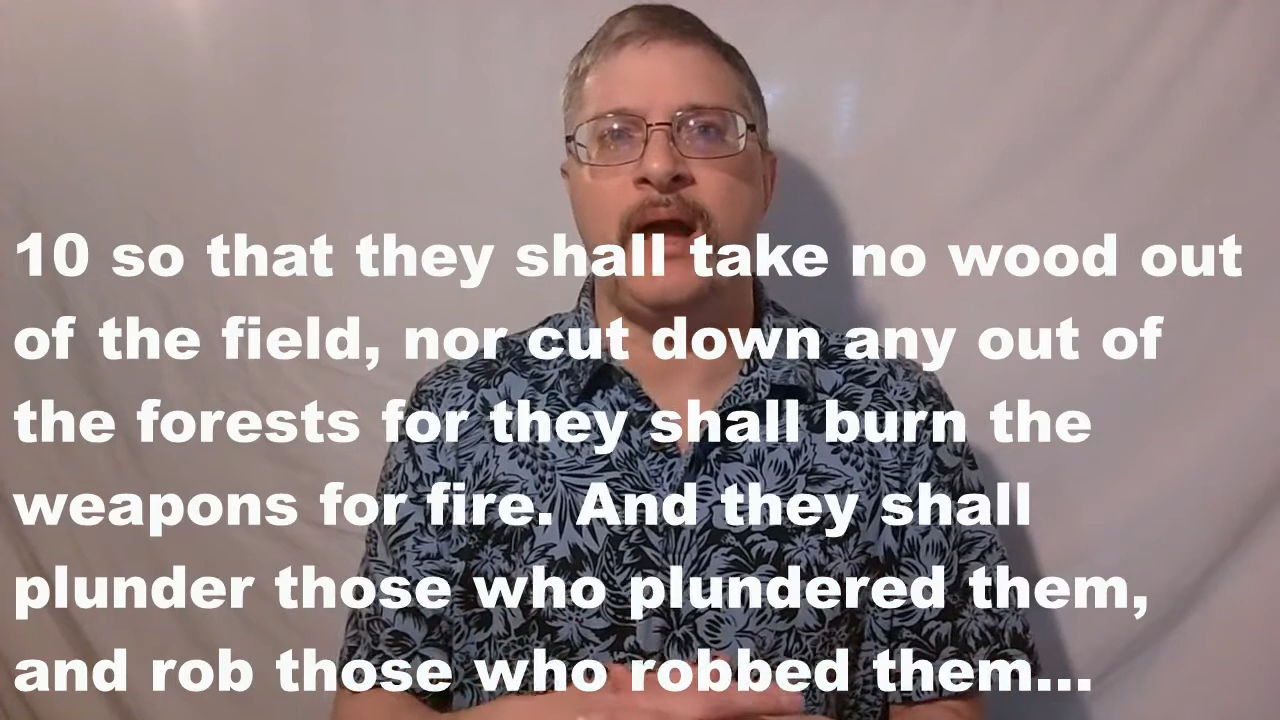 10 so that they shall take no wood out
of the field, nor cut down any out of
the forests for they shall burn the
weapons for fire. And they shall
plunder those who plundered them,
and rob those who robbed them...